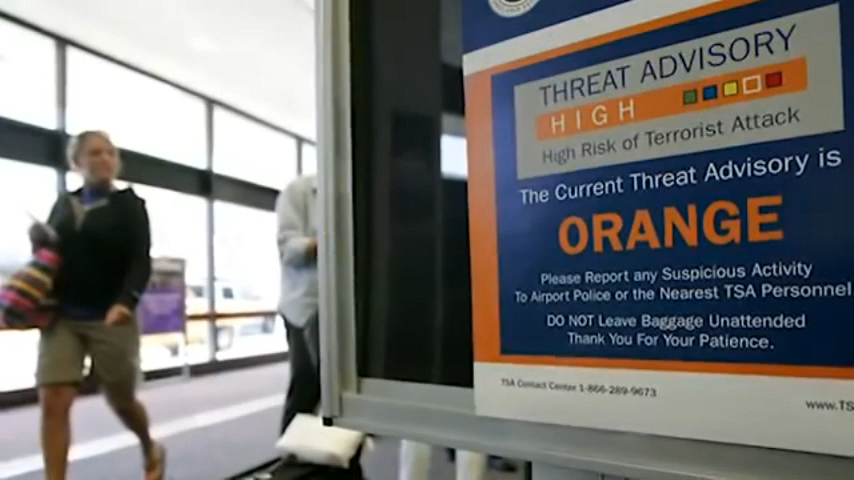 THREAT ADVISORY
HIGH
High Risk of Terrorist Attack
The Current Threat Advisory is
ORANGE
Please Report any Suspicious Activity
To Airport Police or the Nearest TSA Personnel
DO NOT Leave Baggage Unattended
Thank You For Your Patience.
TSA Contact Center 1-866-289-9673
www.TS